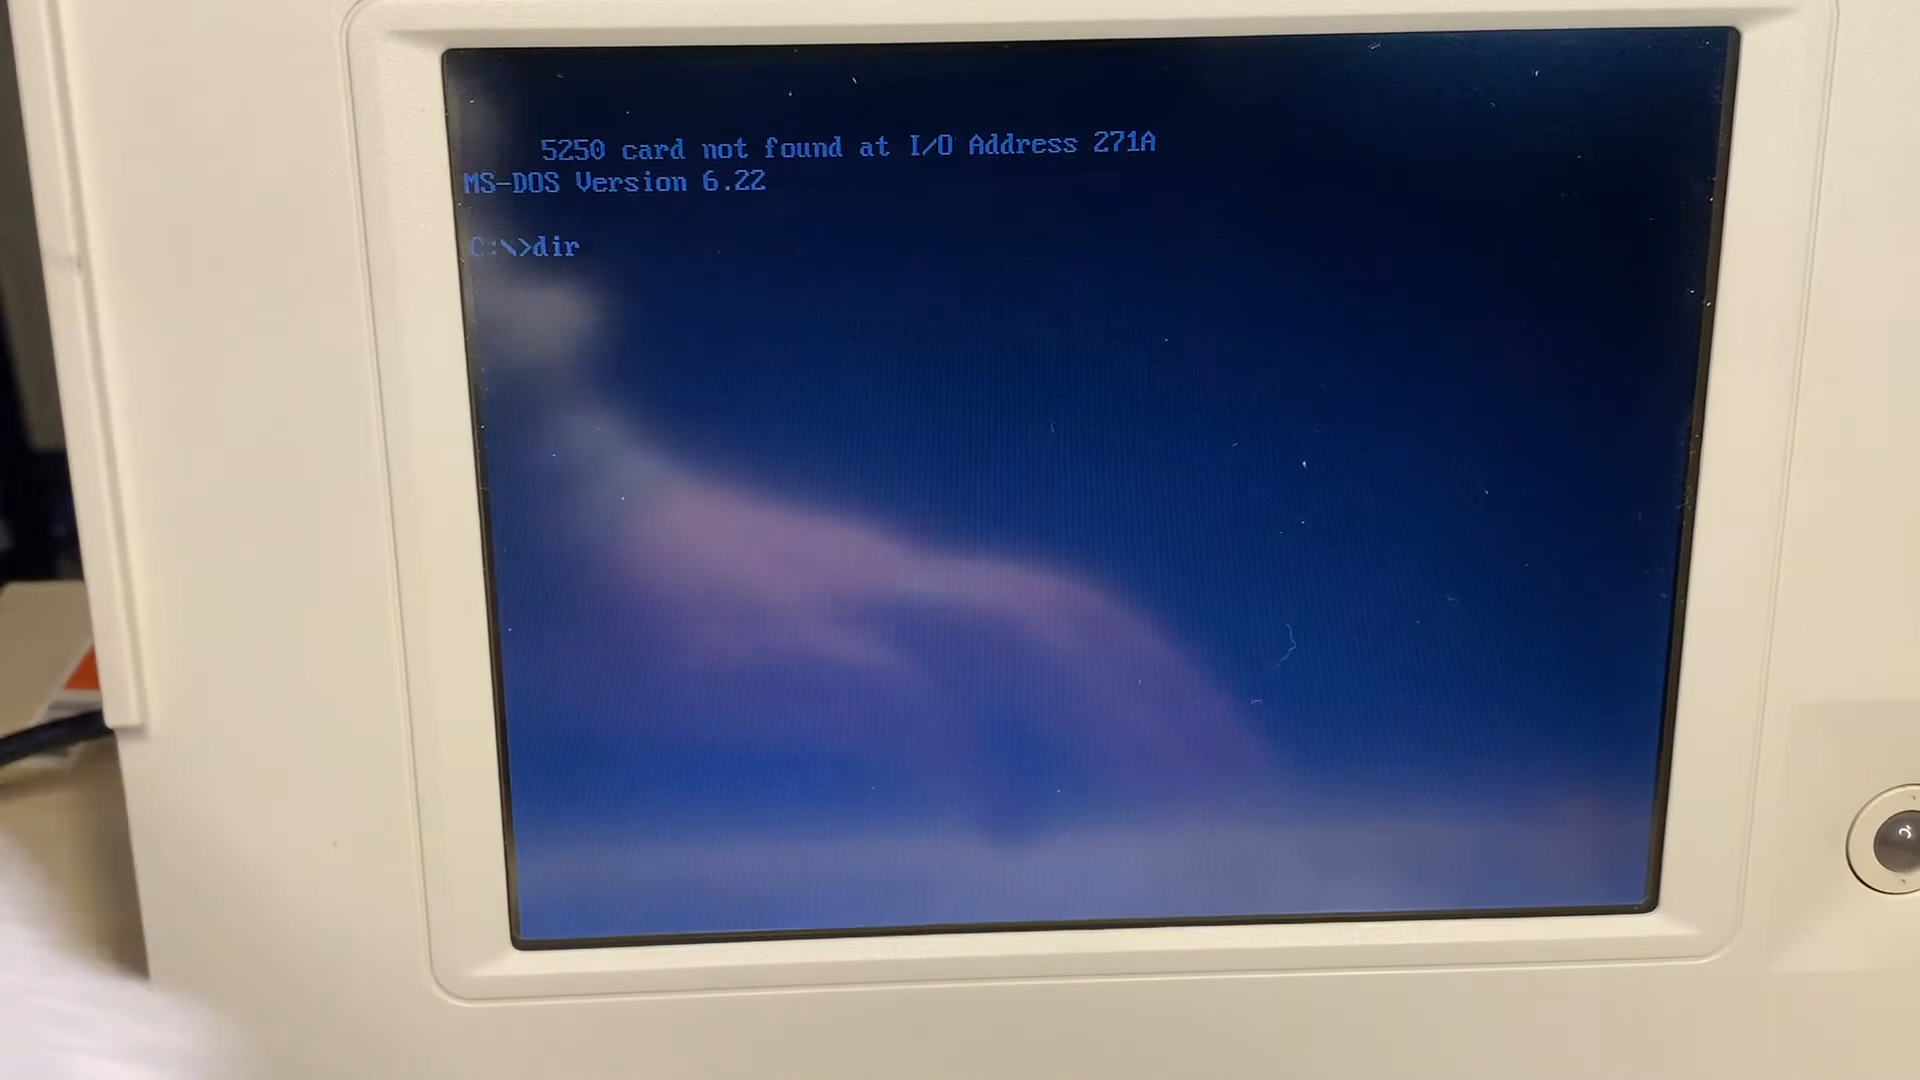 5250 card not found at I/O Address 271A
MS-DOS Version 6.22
C:\>dir